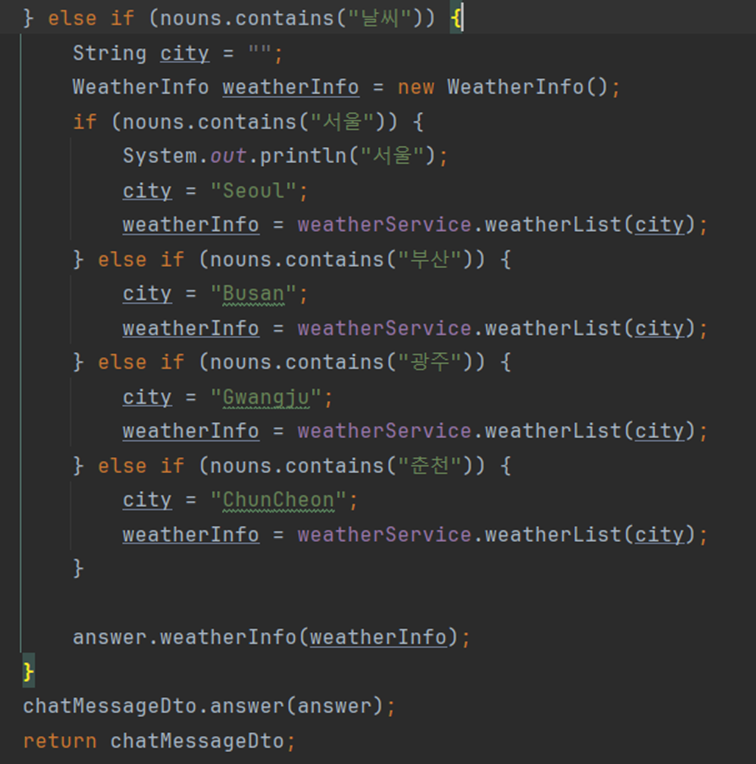 } else if (nouns.contains("날씨")) {
String city = "";
WeatherInfo weatherInfo = new WeatherInfo();
if (nouns.contains("서울")) {
System.out.println("서울");
city = "Seoul";
weatherInfo = weatherService.weatherList(city);
} else if (nouns.contains("부산")) {
city = "Busan";
weatherInfo = weatherService.weatherList(city);
} else if (nouns.contains("광주")) {
city = "Gwangju";
weatherInfo = weatherService.weatherList(city);
} else if (nouns.contains("춘천")) {
city = "ChunCheon";
weatherInfo = weatherService.weatherList(city);
}
answer.weatherInfo(weatherInfo);
}
chatMessageDto.answer(answer);
return chatMessageDto;